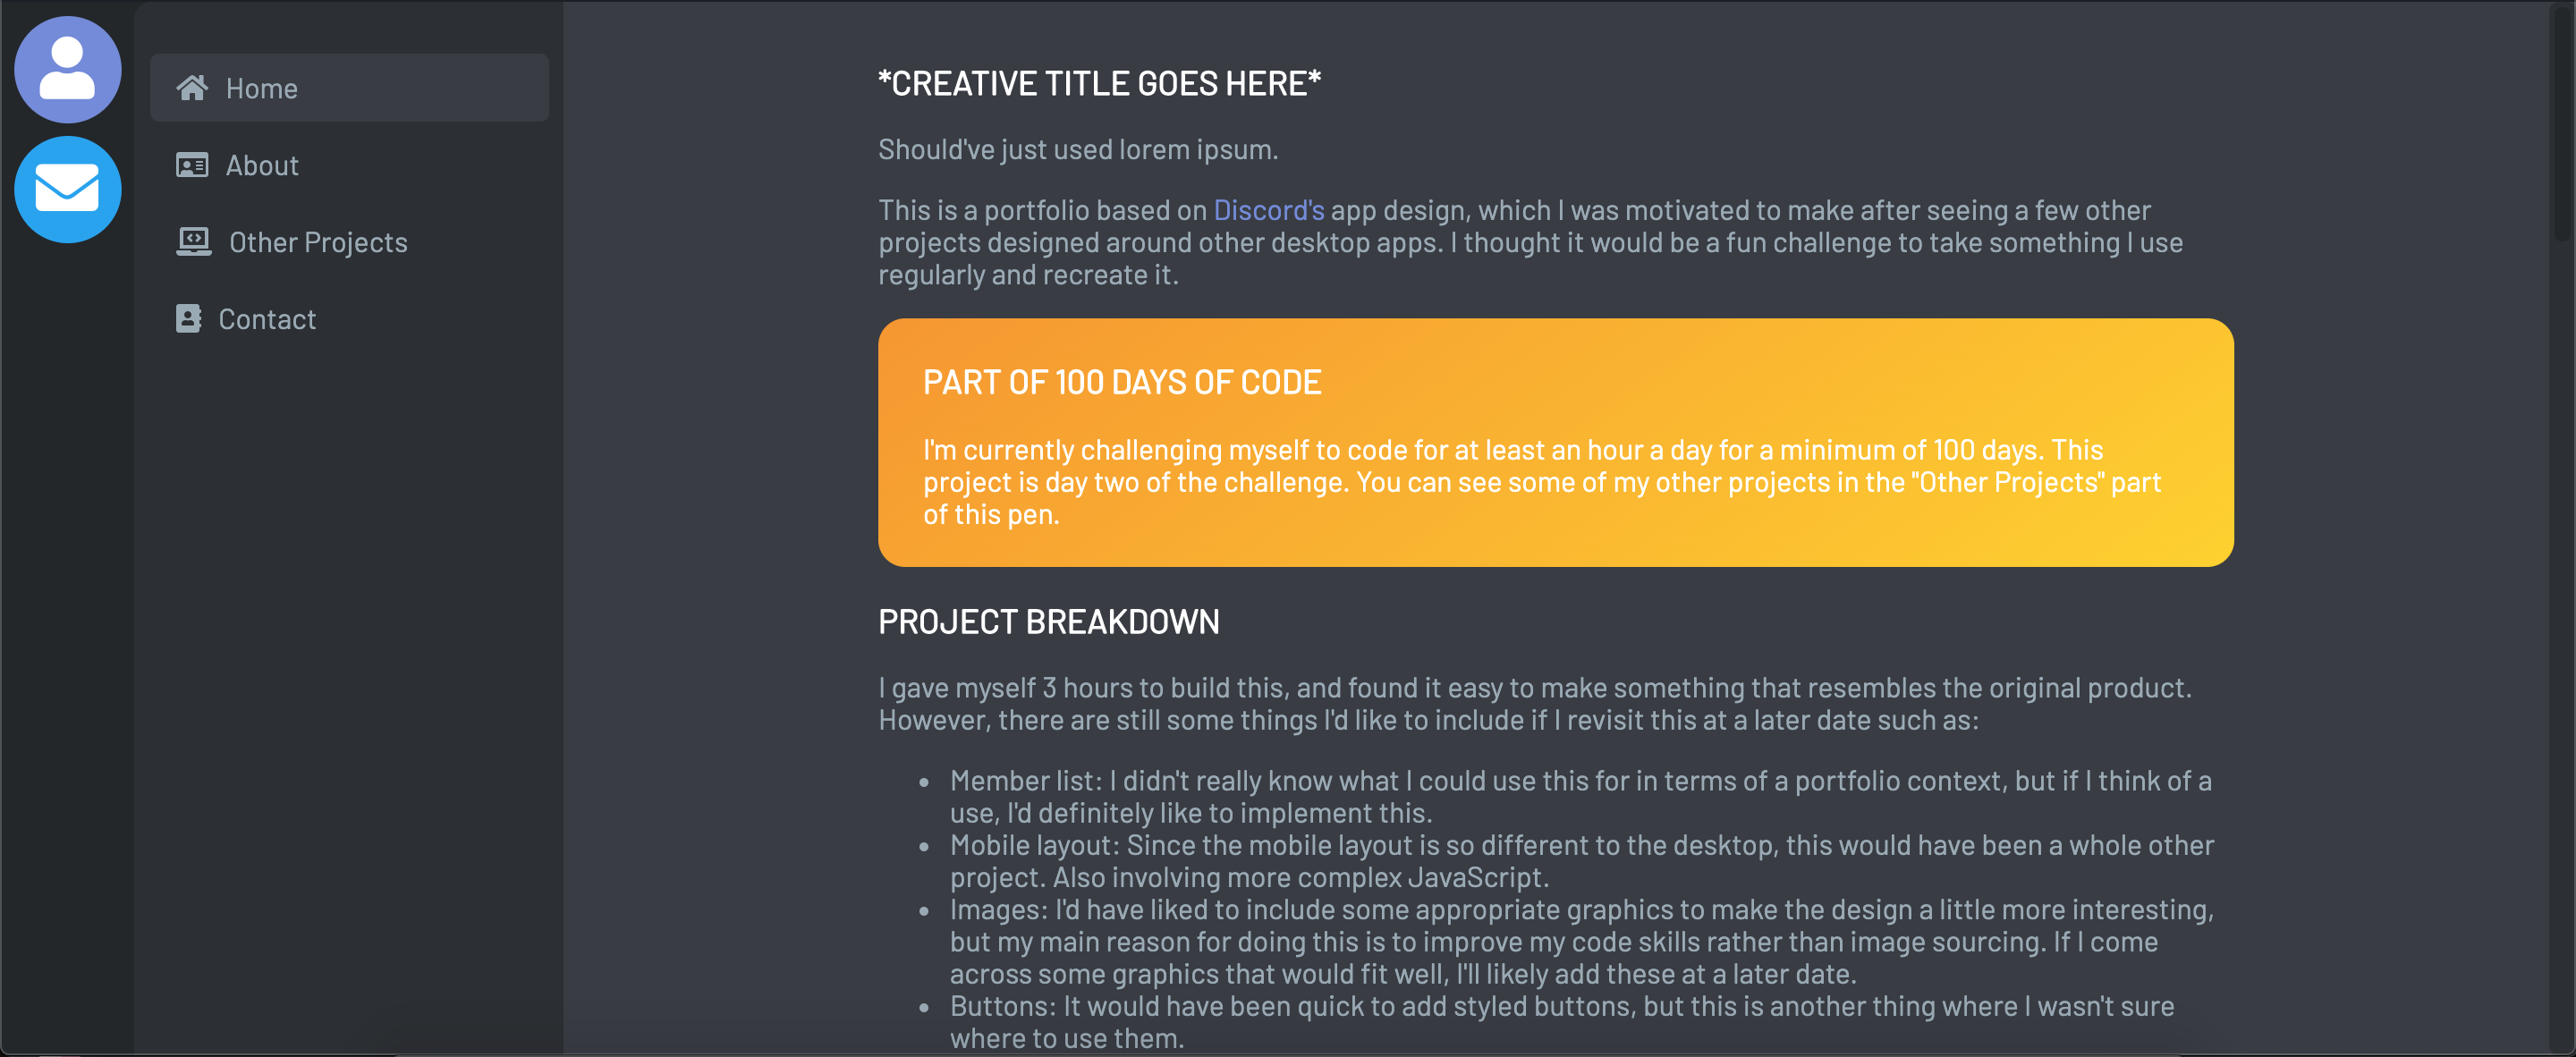 Home
About
Other Projects
Contact
*CREATIVE TITLE GOES HERE*
Should've just used lorem ipsum.
This is a portfolio based on Discord's app design, which I was motivated to make after seeing a few other
projects designed around other desktop apps. I thought it would be a fun challenge to take something I use
regularly and recreate it.
PART OF 100 DAYS OF CODE
I'm currently challenging myself to code for at least an hour a day for a minimum of 100 days. This
project is day two of the challenge. You can see some of my other projects in the "Other Projects" part
of this pen.
PROJECT BREAKDOWN
I gave myself 3 hours to build this, and found it easy to make something that resembles the original product.
However, there are still some things I'd like to include if I revisit this at a later date such as:
• Member list: I didn't really know what I could use this for in terms of a portfolio context, but if I think of a
use, I'd definitely like to implement this.
• Mobile layout: Since the mobile layout is so different to the desktop, this would have been a whole other
project. Also involving more complex JavaScript.
• Images: I'd have liked to include some appropriate graphics to make the design a little more interesting,
but my main reason for doing this is to improve my code skills rather than image sourcing. If I come
across some graphics that would fit well, I'll likely add these at a later date.
• Buttons: It would have been quick to add styled buttons, but this is another thing where I wasn't sure
where to use them.